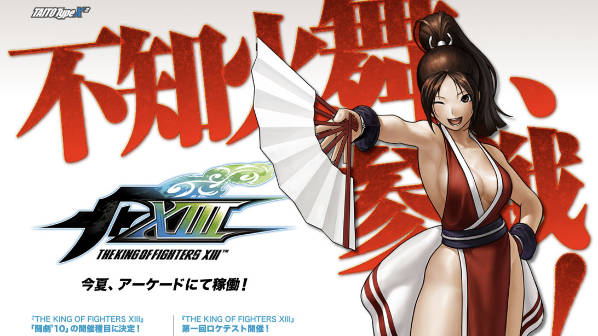 TAITO Type X²
不知火舞、
参戦!
KOF XIII
THE KING OF FIGHTERS XIII™
今夏、アーケードにて稼働!
『THE KING OF FIGHTERS XIII』
「闘劇'10」の開催種目に決定!
『THE KING OF FIGHTERS XIII』
第一回ロケテスト開催!